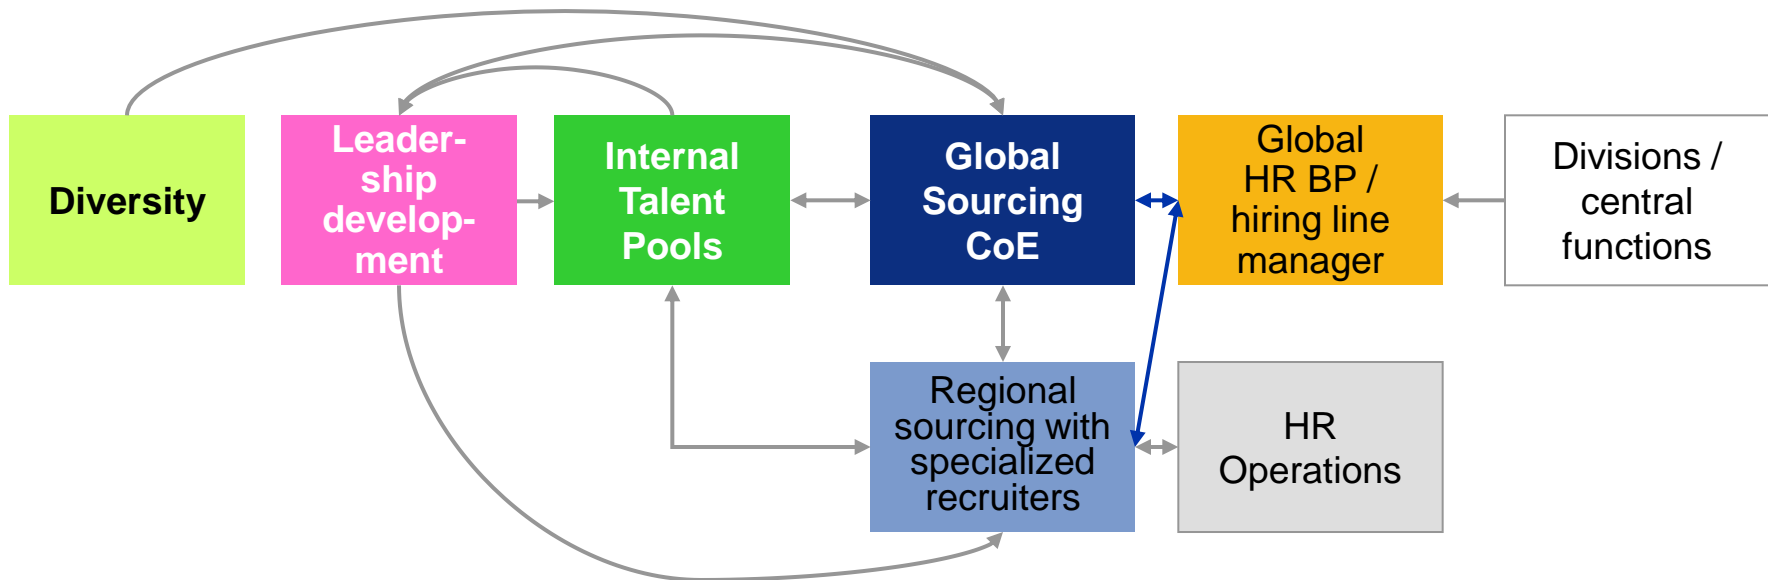 Diversity
Leader-
ship
develop-
ment
Internal
Talent
Pools
Global
Sourcing
CoE
Global
HR BP /
hiring line
manager
Divisions /
central
functions
Regional
sourcing with
specialized
recruiters
HR
Operations